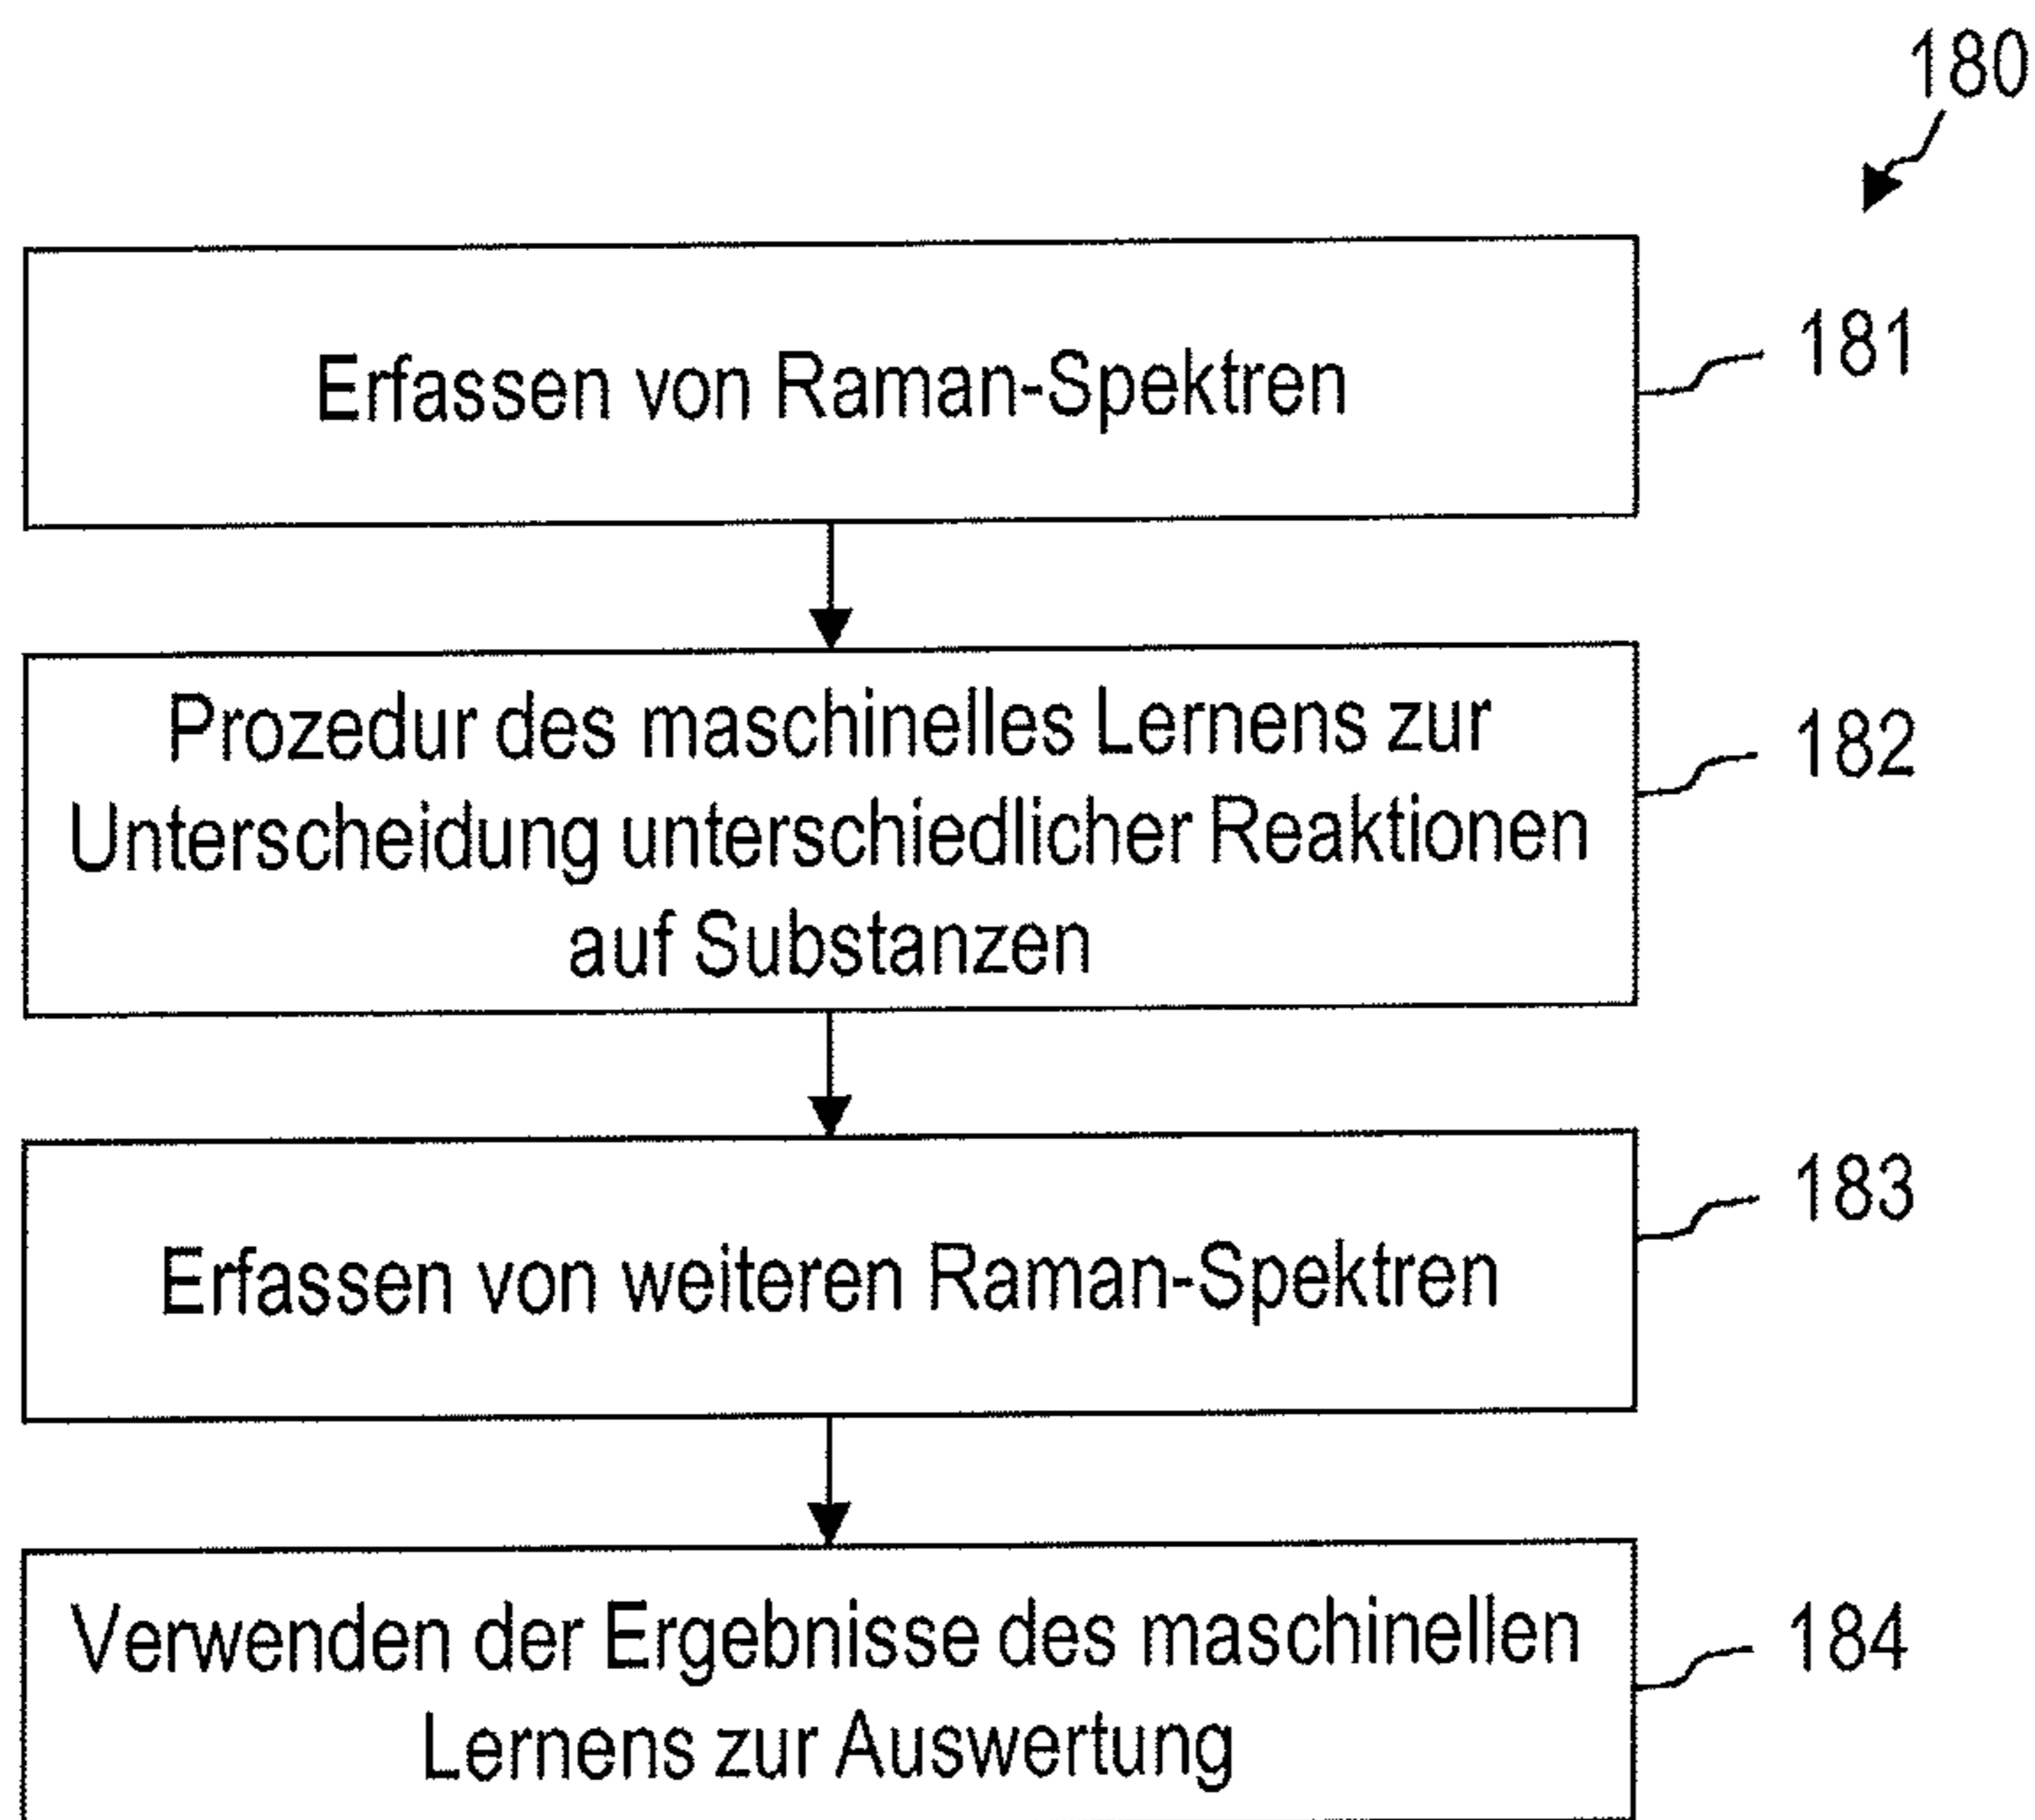 180
Erfassen von Raman-Spektren
181
Prozedur des maschinelles Lernens zur
Unterscheidung unterschiedlicher Reaktionen
auf Substanzen
182
Erfassen von weiteren Raman-Spektren
183
Verwenden der Ergebnisse des maschinellen
Lernens zur Auswertung
184